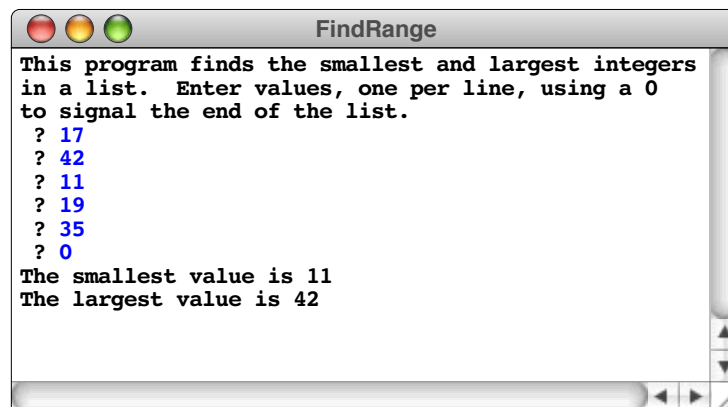 FindRange
This program finds the smallest and largest integers
in a list.  Enter values, one per line, using a 0
to signal the end of the list.
 ? 17
 ? 42
 ? 11
 ? 19
 ? 35
 ? 0
The smallest value is 11
The largest value is 42